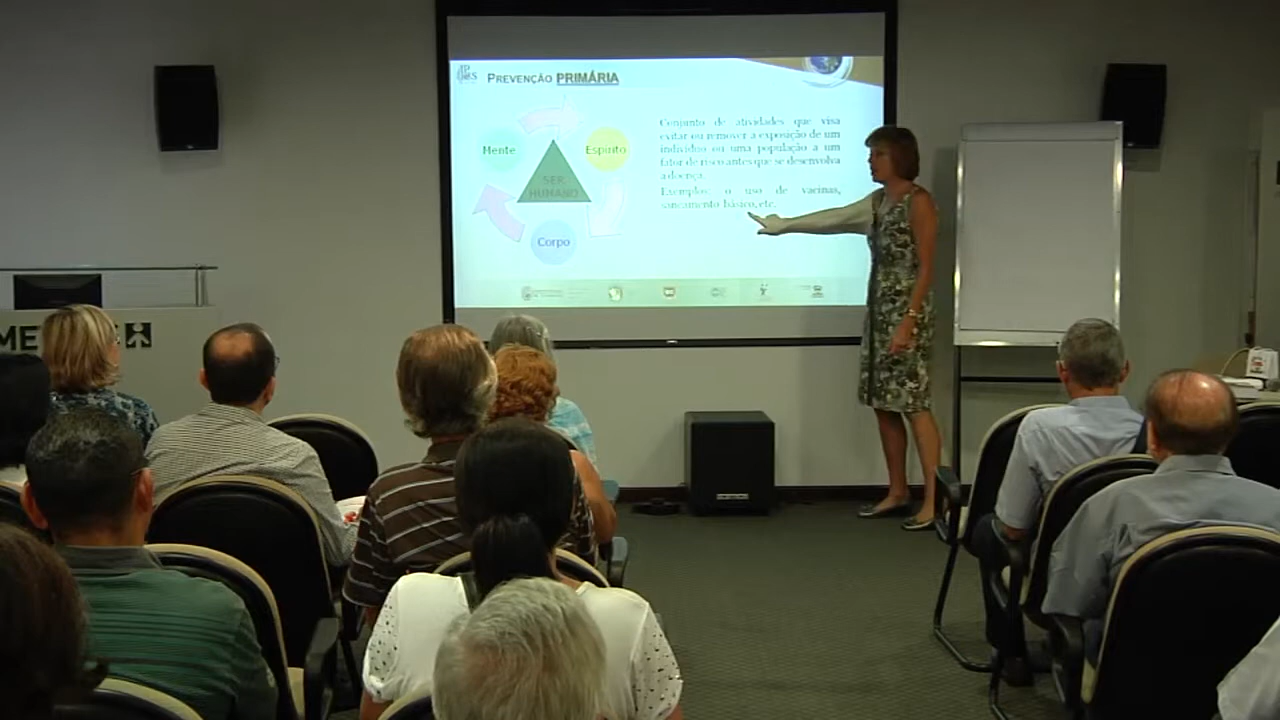 PREVENÇÃO PRIMÁRIA
Mente
Espírito
SER
HUMANO
Corpo
Conjunto de atividades que visa
evitar ou remover a exposição de um
indivíduo ou uma população a um
fator de risco antes que se desenvolva
a doença.
Exemplos: o uso de vacinas,
saneamento básico, etc.